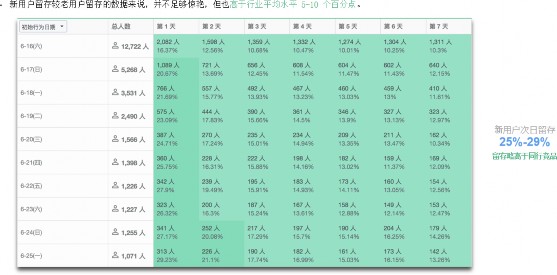 新用户留存较老用户留存的数据来说，并不足够惊艳，但也高于行业平均水平 5-10 个百分点。
初始行为日期 总人数 第 1 天 第 2 天 第 3 天 第 4 天 第 5 天 第 6 天 第 7 天
6-16(六) 12,722 人 2,082 人 1,598 人 1,359 人 1,332 人 1,274 人 1,304 人 1,311 人
16.37% 12.56% 10.68% 10.47% 10.01% 10.3%
6-17(日) 5,268 人 1,089 人 721 人 656 人 608 人 604 人 602 人 640 人
20.67% 13.69% 12.45% 11.54% 11.47% 11.43% 12.15%
6-18(一) 3,531 人 766 人 557 人 492 人 467 人 460 人 459 人 410 人
21.69% 15.77% 13.93% 13.23% 13.03% 13% 11.61%
6-19(二) 2,490 人 575 人 444 人 390 人 361 人 346 人 327 人 323 人
23.09% 17.83% 15.66% 14.5% 13.9% 13.13% 12.97%
6-20(三) 1,566 人 387 人 270 人 235 人 234 人 209 人 211 人 162 人
24.71% 17.24% 15.01% 14.94% 13.35% 13.47% 10.34%
6-21(四) 1,398 人 360 人 228 人 222 人 198 人 182 人 159 人 169 人
25.75% 16.31% 15.88% 14.16% 13.02% 11.37% 12.09%
6-22(五) 1,226 人 342 人 238 人 195 人 183 人 173 人 160 人 154 人
27.9% 19.49% 15.91% 14.93% 14.11% 13.05% 12.56%
6-23(六) 1,227 人 323 人 200 人 187 人 167 人 158 人 149 人 153 人
26.32% 16.3% 15.24% 13.61% 12.88% 12.14% 12.47%
6-24(日) 1,255 人 341 人 252 人 217 人 197 人 190 人 204 人 179 人
27.17% 20.08% 17.29% 15.7% 15.14% 16.25% 14.26%
6-25(一) 1,071 人 313 人 226 人 190 人 182 人 161 人 173 人 142 人
29.23% 21.1% 17.74% 16.99% 15.03% 16.15% 13.26%
新用户次日留存
25%-29%
留存略高于同行竞品